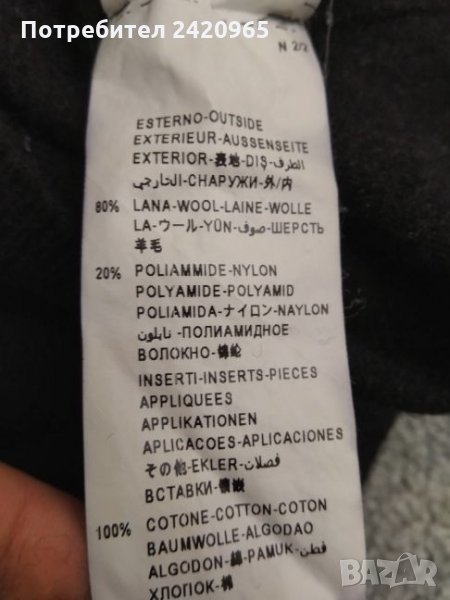 Потребител 2420965
N 2/2
ESTERNO-OUTSIDE
EXTERIEUR-AUSSENSEITE
EXTERIOR-表地-DIŞ-الطرف
الخارجي-СНАРУЖИ-外/内
80% LANA-WOOL-LAINE-WOLLE
LA-ウール-YÜN-صوف-ШЕРСТЬ
羊毛
20% POLIAMMIDE-NYLON
POLYAMIDE-POLYAMID
POLIAMIDA-ナイロン-NAYLON
نايلون-ПОЛИАМИДНОЕ
ВОЛОКНО-锦纶
INSERTI-INSERTS-PIECES
APPLIQUEES
APPLIKATIONEN
APLICACOES-APLICACIONES
その他-EKLER-فصلات
ВСТАВКИ-镶嵌
100% COTONE-COTTON-COTON
BAUMWOLLE-ALGODAO
ALGODON-綿-PAMUK-قطن
ХЛОПОК-棉
BAZAR